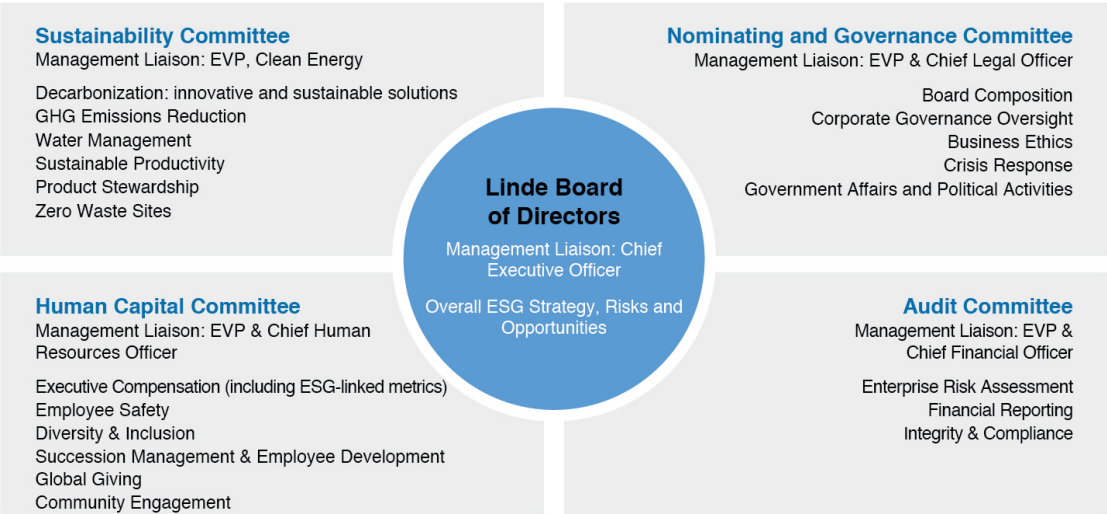 Sustainability Committee
Management Liaison: EVP, Clean Energy
Decarbonization: innovative and sustainable solutions
GHG Emissions Reduction
Water Management
Sustainable Productivity
Product Stewardship
Zero Waste Sites
Nominating and Governance Committee
Management Liaison: EVP & Chief Legal Officer
Board Composition
Corporate Governance Oversight
Business Ethics
Crisis Response
Government Affairs and Political Activities
Linde Board
of Directors
Management Liaison: Chief
Executive Officer
Overall ESG Strategy, Risks and
Opportunities
Human Capital Committee
Management Liaison: EVP & Chief Human
Resources Officer
Executive Compensation (including ESG-linked metrics)
Employee Safety
Diversity & Inclusion
Succession Management & Employee Development
Global Giving
Community Engagement
Audit Committee
Management Liaison: EVP &
Chief Financial Officer
Enterprise Risk Assessment
Financial Reporting
Integrity & Compliance